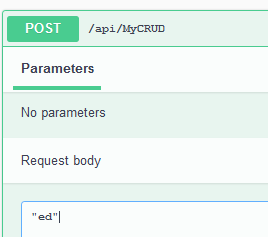 POST /api/MyCRUD
Parameters
No parameters
Request body
"ed"